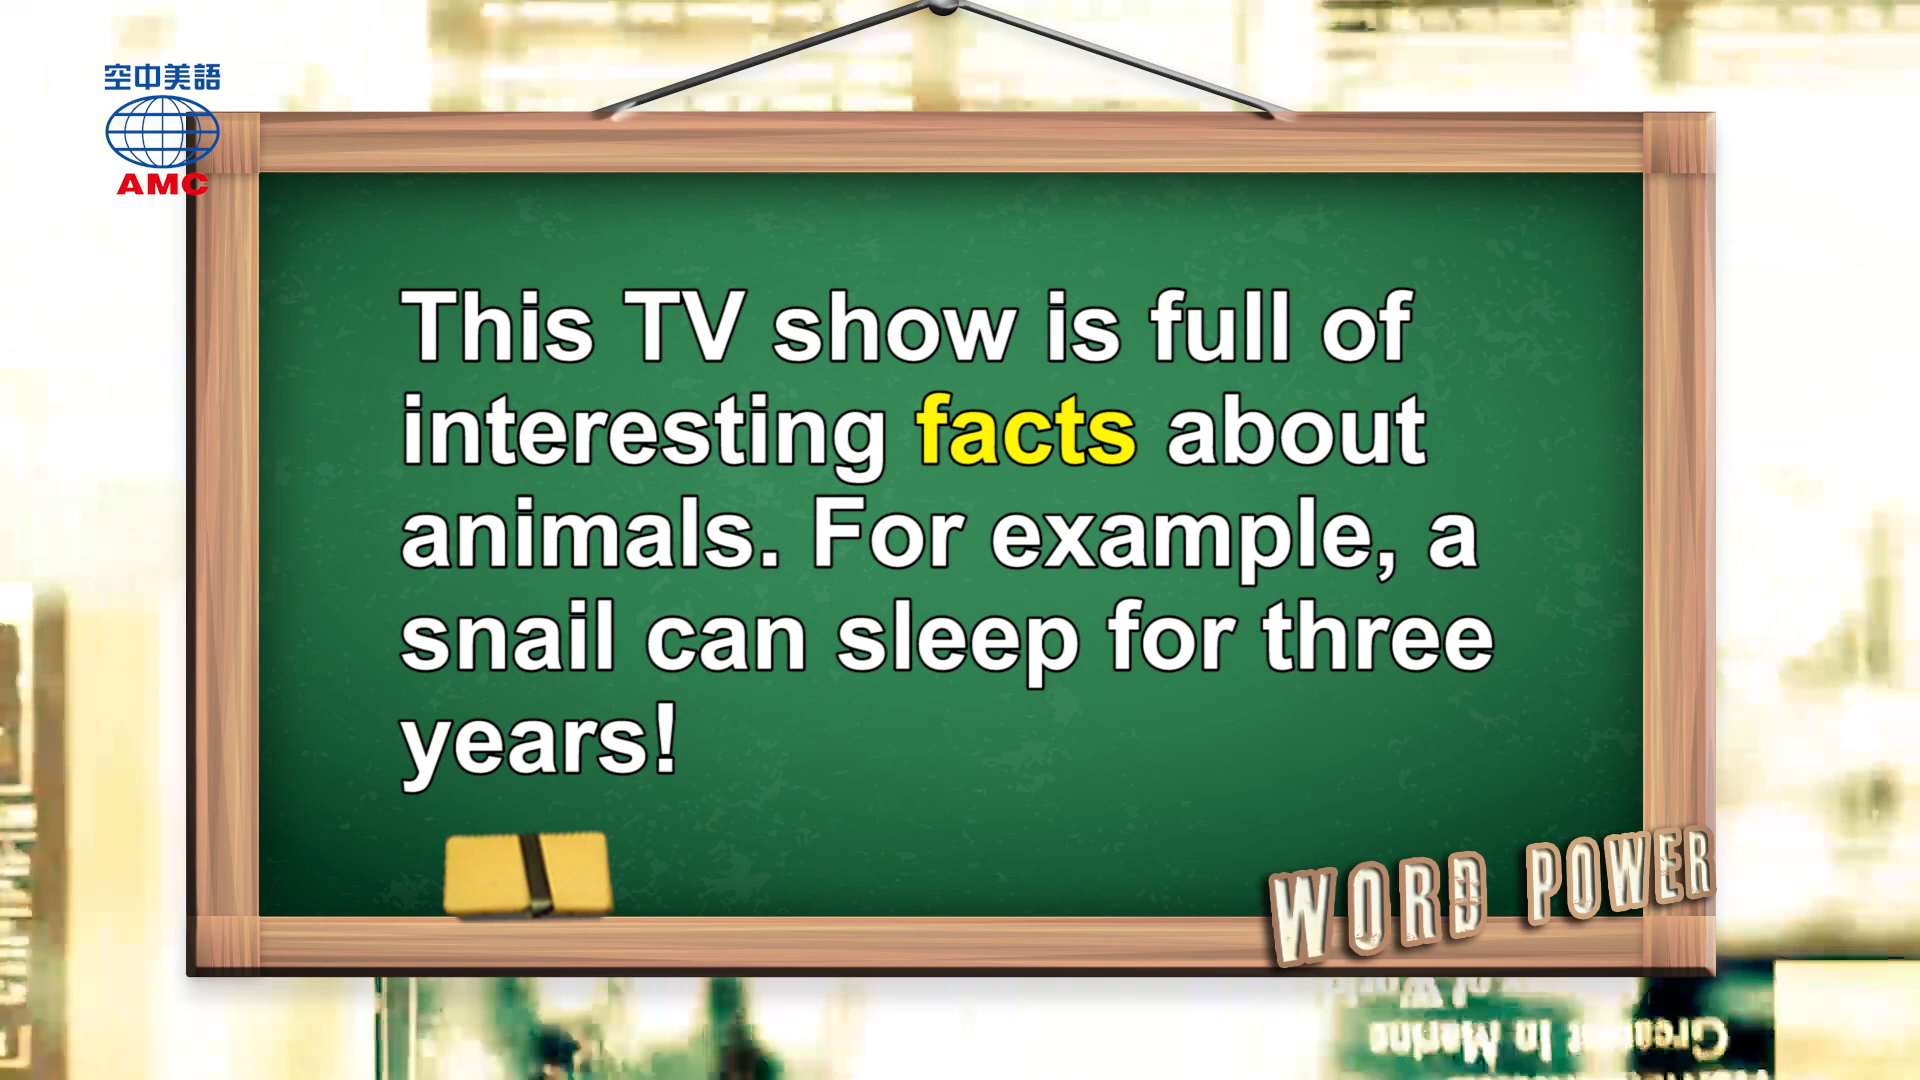 空中美語
AMC
This TV show is full of
interesting facts about
animals. For example, a
snail can sleep for three
years!
WORD POWER